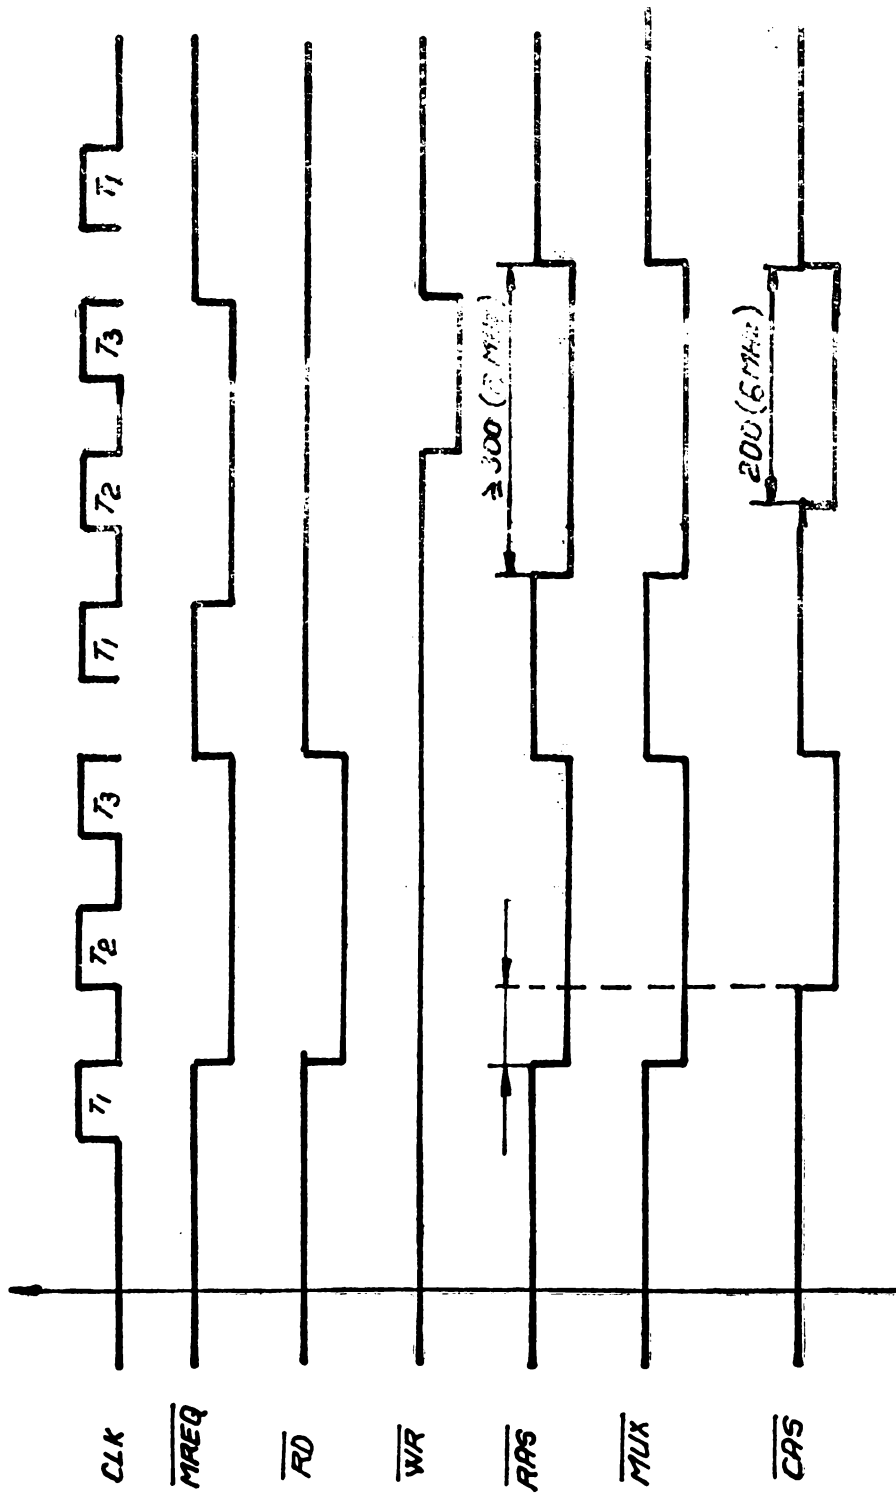 CLK T1 T2 T3 T1 T2 T3 T1
MREQ
RD
WR
RAS ≥300
MUX
CAS 200 (6MHz)